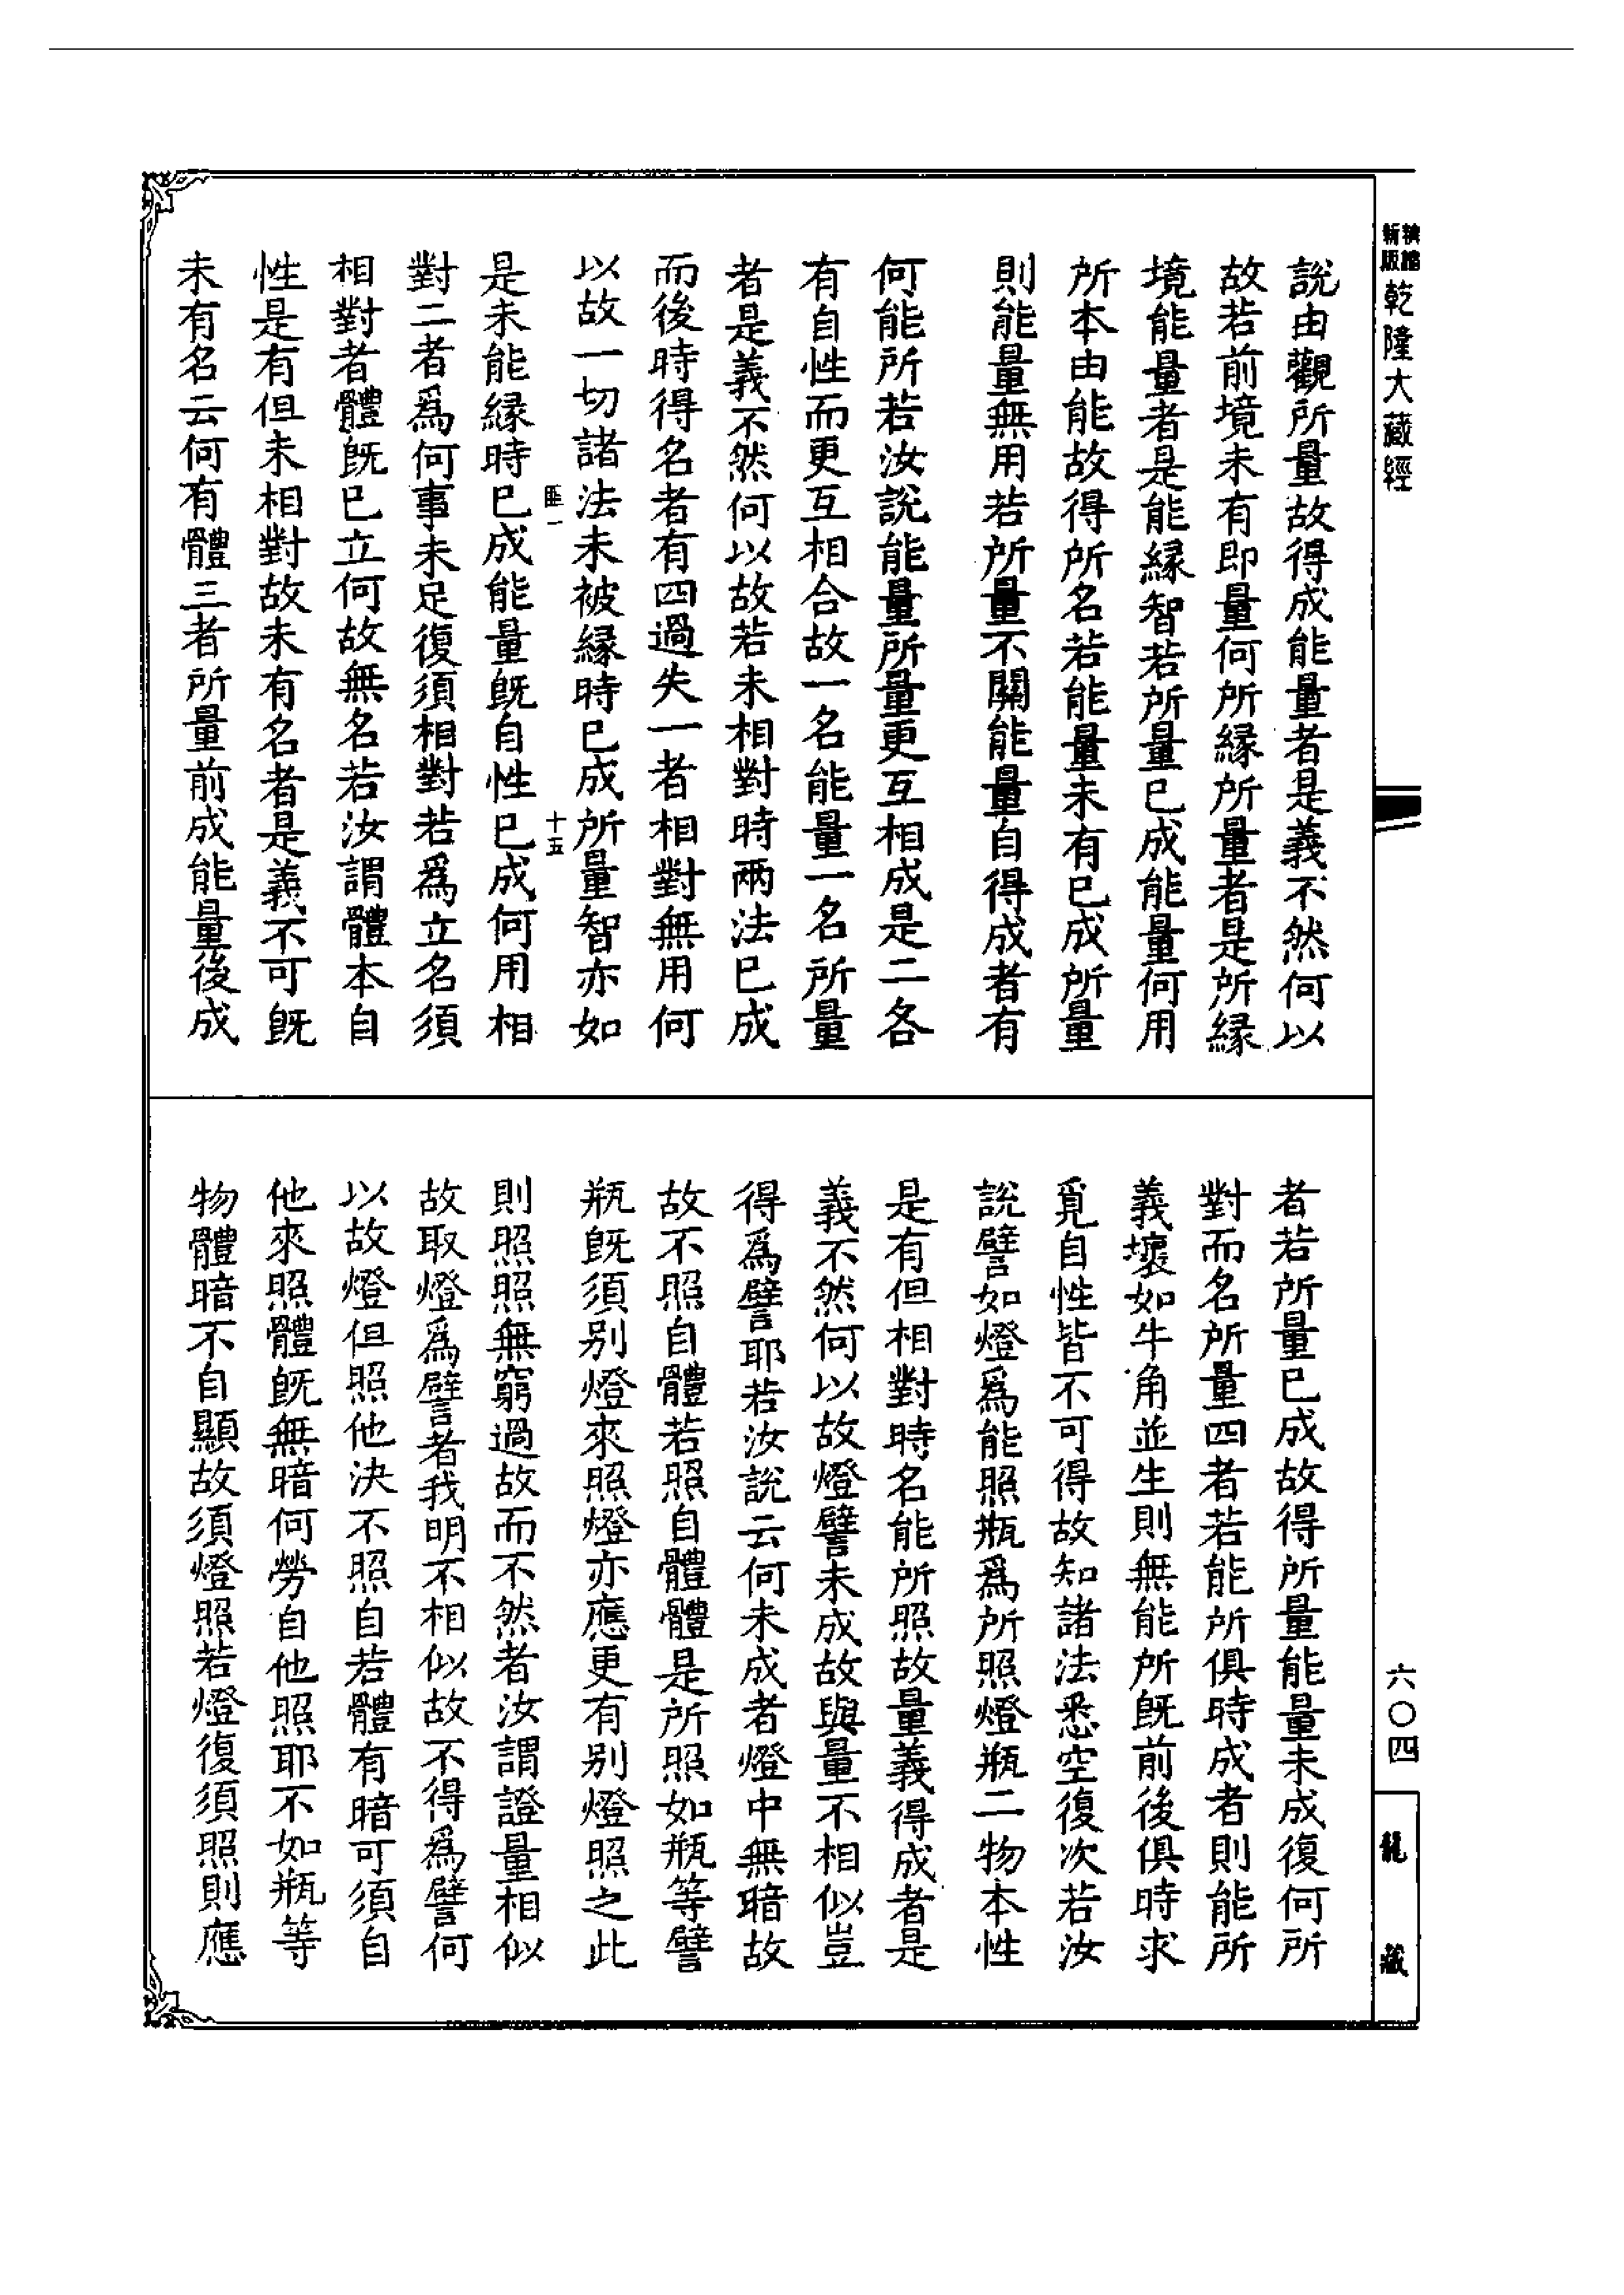 精縮
新版
乾隆大藏經
說由觀所量故得成能量者是義不然何以
故若前境未有即量何所緣所量者是所緣
境能量者是能緣智若所量已成能量何用
所本由能故得所名若能量未有已成所量
則能量無用若所量不關能量自得成者有
何能所若汝說能量所量更互相成是二各
有自性而更互相合故一名能量一名所量
者是義不然何以故若未相對時兩法已成
而後時得名者有四過失一者相對無用何
以故一切諸法未被緣時已成所量智亦如
匪一
十五
是未能緣時已成能量旣自性已成何用相
對二者爲何事未足復須相對若爲立名須
相對者體旣已立何故無名若汝謂體本自
性是有但未相對故未有名者是義不可旣
未有名云何有體三者所量前成能量後成
者若所量已成故得所量能量未成復何所
對而名所量四者若能所俱時成者則能所
義壞如牛角並生則無能所旣前後俱時求
覓自性皆不可得故知諸法悉空復次若汝
說譬如燈爲能照瓶爲所照燈瓶二物本性
是有但相對時名能所照故量義得成者是
義不然何以故燈譬未成故與量不相似豈
得爲譬耶若汝說云何未成者燈中無暗故
故不照自體若照自體體是所照如瓶等譬
瓶旣須别燈來照燈亦應更有别燈照之此
則照照無窮過故而不然者汝謂證量相似
故取燈爲譬者我明不相似故不得爲譬何
以故燈但照他決不照自若體有暗可須自
他來照體旣無暗何勞自他照耶不如瓶等
物體暗不自顯故須燈照若燈復須照則應
六〇四
龍藏